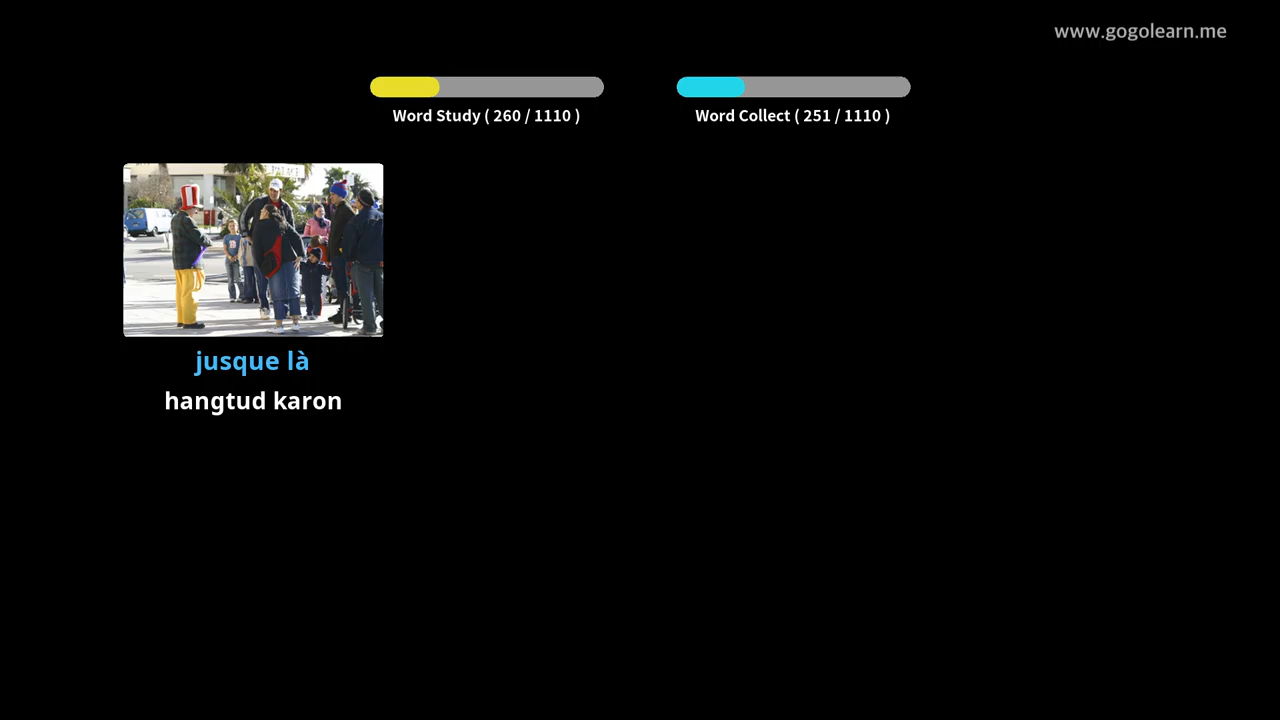 www.gogolearn.me
Word Study ( 260 / 1110 )
Word Collect ( 251 / 1110 )
jusque là
hangtud karon